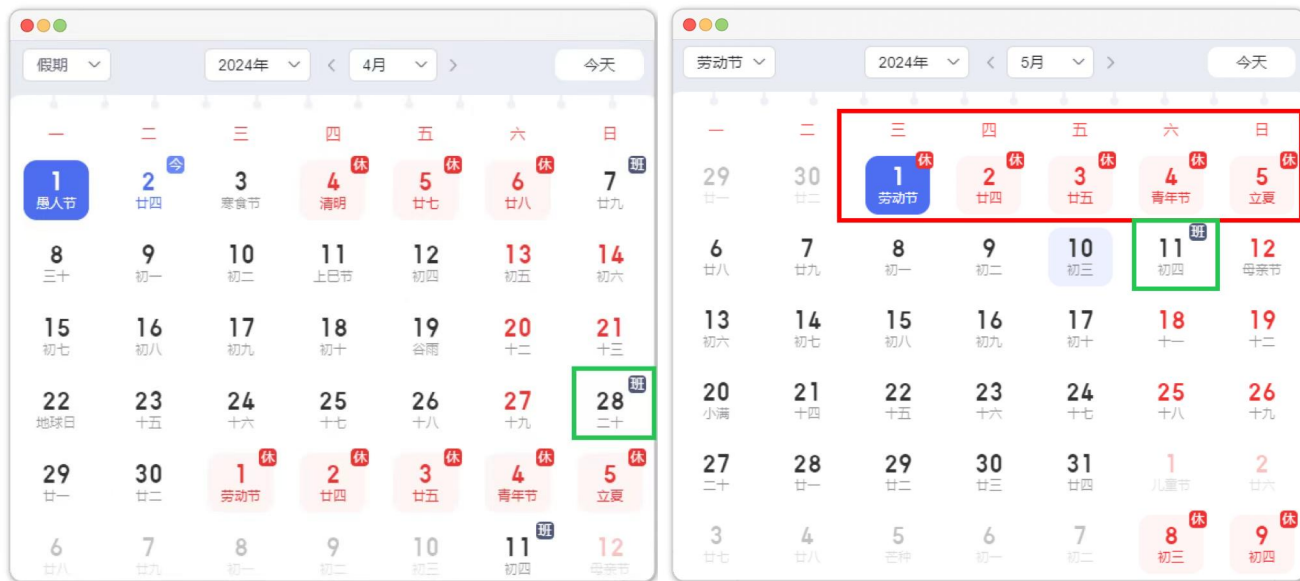 假期 2024年 4月 今天
一 二 三 四 五 六 日
1 2 今 3 4 休 5 休 6 休 7 班
愚人节 廿四 寒食节 清明 廿七 廿八 廿九
8 9 10 11 12 13 14
三十 初一 初二 上巳节 初四 初五 初六
15 16 17 18 19 20 21
初七 初八 初九 初十 谷雨 十二 十三
22 23 24 25 26 27 28 班
地球日 十五 十六 十七 十八 十九 二十
29 30 1 休 2 休 3 休 4 休 5 休
廿一 廿二 劳动节 廿四 廿五 青年节 立夏
6 7 8 9 10 11 班 12
廿八 廿九 初一 初二 初三 初四 母亲节
劳动节 2024年 5月 今天
一 二 三 四 五 六 日
29 30 1 休 2 休 3 休 4 休 5 休
廿一 廿二 劳动节 廿四 廿五 青年节 立夏
6 7 8 9 10 11 班 12
廿八 廿九 初一 初二 初三 初四 母亲节
13 14 15 16 17 18 19
初六 初七 初八 初九 初十 十一 十二
20 21 22 23 24 25 26
小满 十四 十五 十六 十七 十八 十九
27 28 29 30 31 1 2
二十 廿一 廿二 廿三 廿四 儿童节 廿六
3 4 5 6 7 8 休 9 休
廿七 廿八 芒种 初一 初二 初三 初四